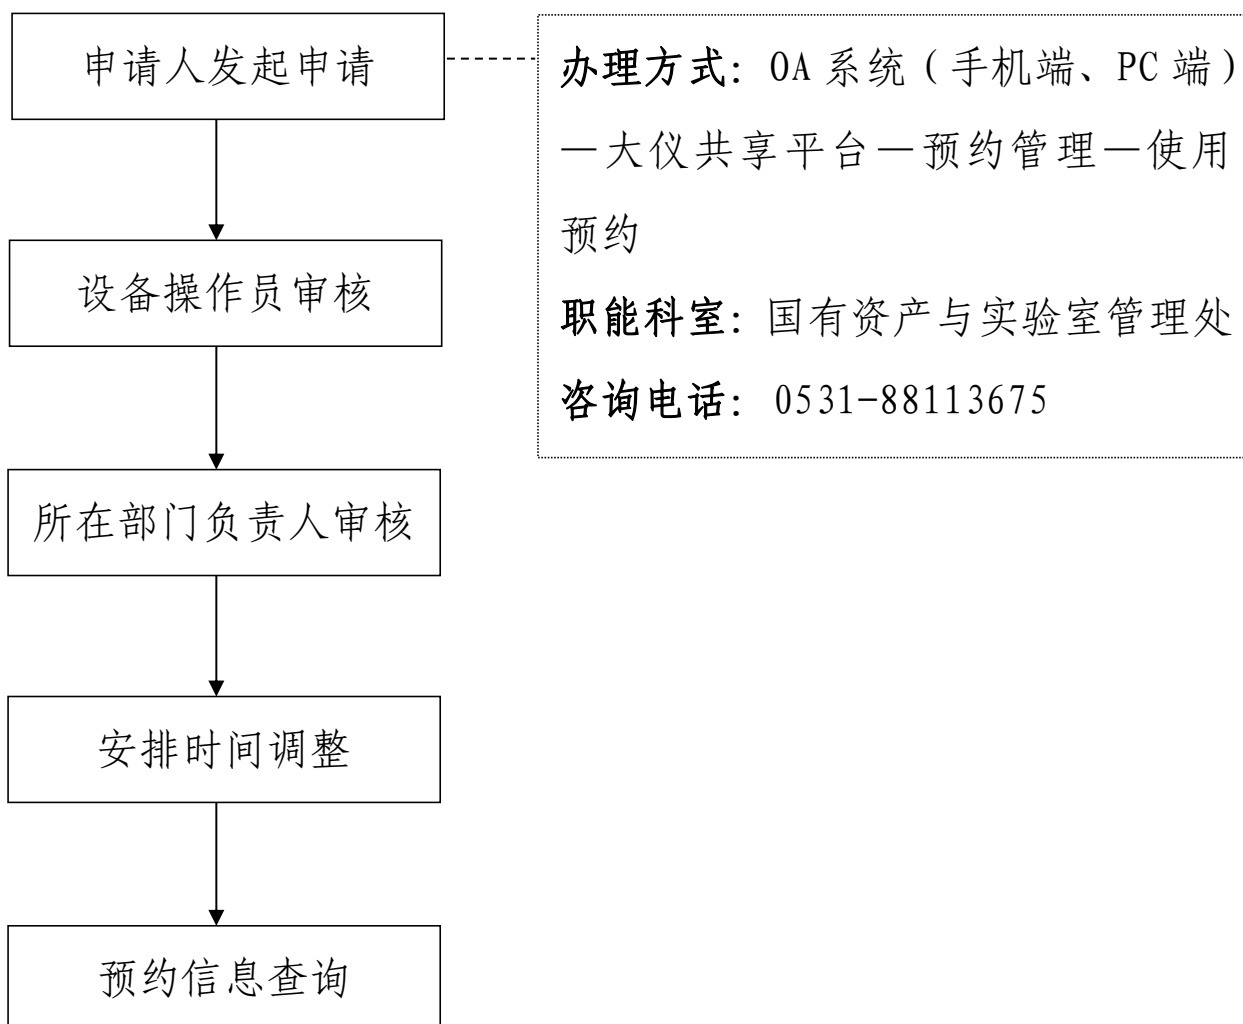 申请人发起申请
办理方式：OA 系统（手机端、PC 端）
—大仪共享平台—预约管理—使用
预约
职能科室：国有资产与实验室管理处
咨询电话： 0531-88113675
设备操作员审核
所在部门负责人审核
安排时间调整
预约信息查询